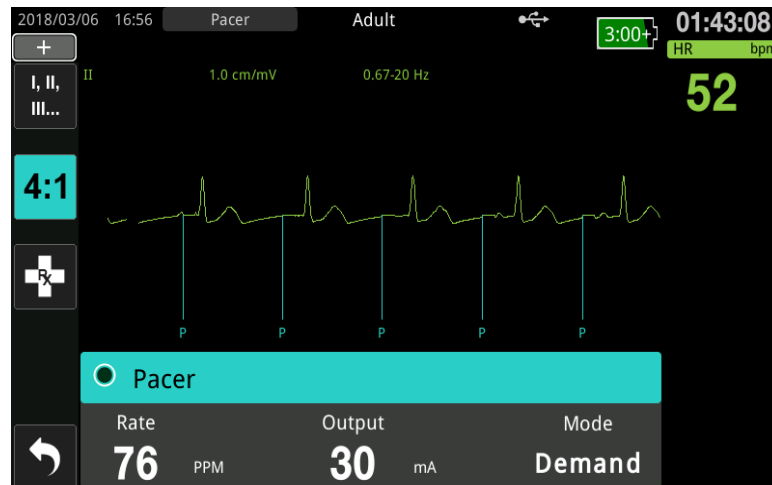 2018/03/06 16:56 Pacer Adult 3:00+ 01:43:08
+ HR bpm
I, II, III...
II 1.0 cm/mV 0.67-20 Hz 52
4:1
Rx
P P P P P
Pacer
Rate Output Mode
76 PPM 30 mA Demand